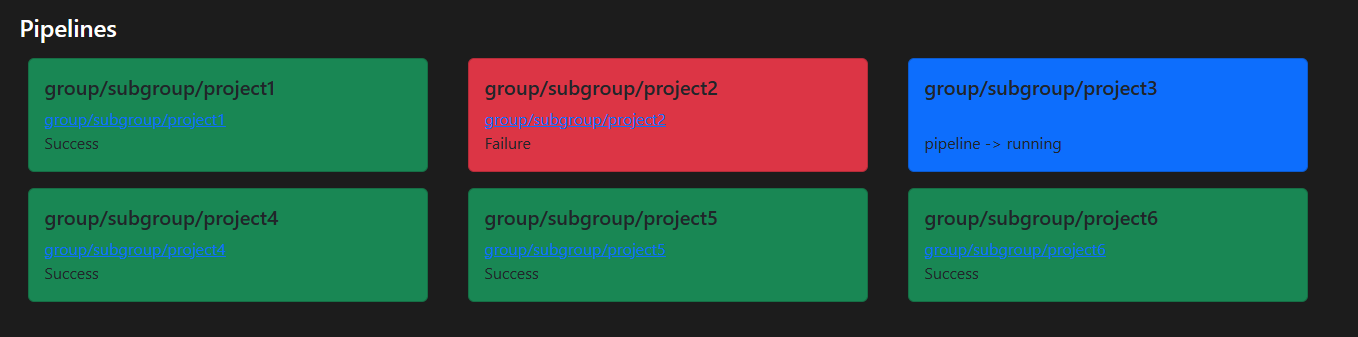 Pipelines
group/subgroup/project1
group/subgroup/project1
Success
group/subgroup/project2
group/subgroup/project2
Failure
group/subgroup/project3
pipeline -> running
group/subgroup/project4
group/subgroup/project4
Success
group/subgroup/project5
group/subgroup/project5
Success
group/subgroup/project6
group/subgroup/project6
Success